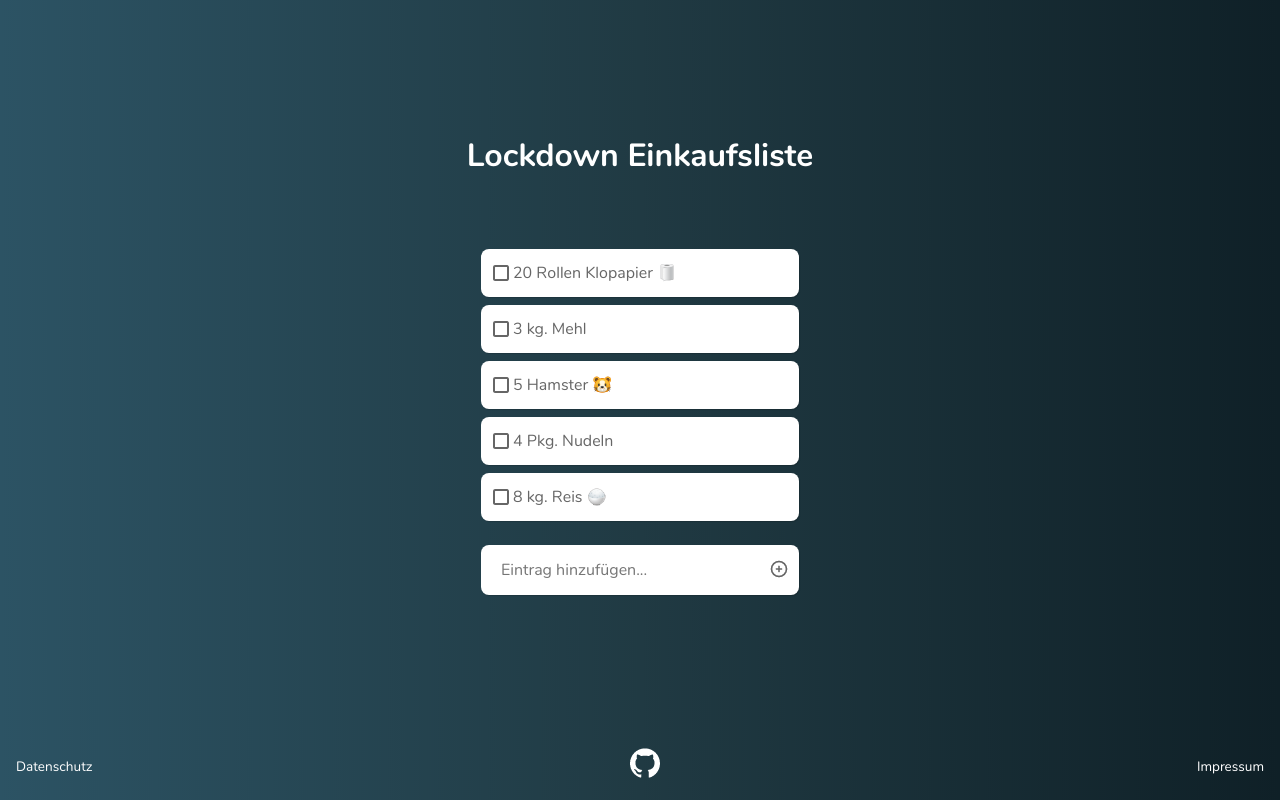 Lockdown Einkaufsliste
20 Rollen Klopapier 🧻
3 kg. Mehl
5 Hamster 🐹
4 Pkg. Nudeln
8 kg. Reis 🍚
Eintrag hinzufügen...
Datenschutz
Impressum